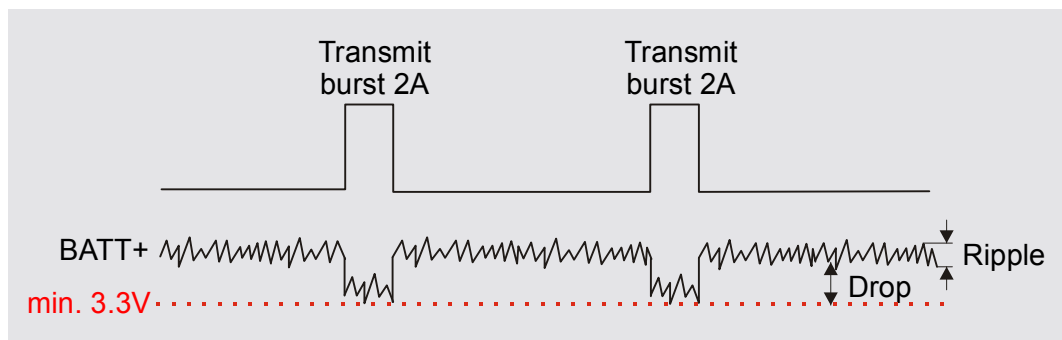 Transmit
burst 2A
Transmit
burst 2A
BATT+
Ripple
Drop
min. 3.3V